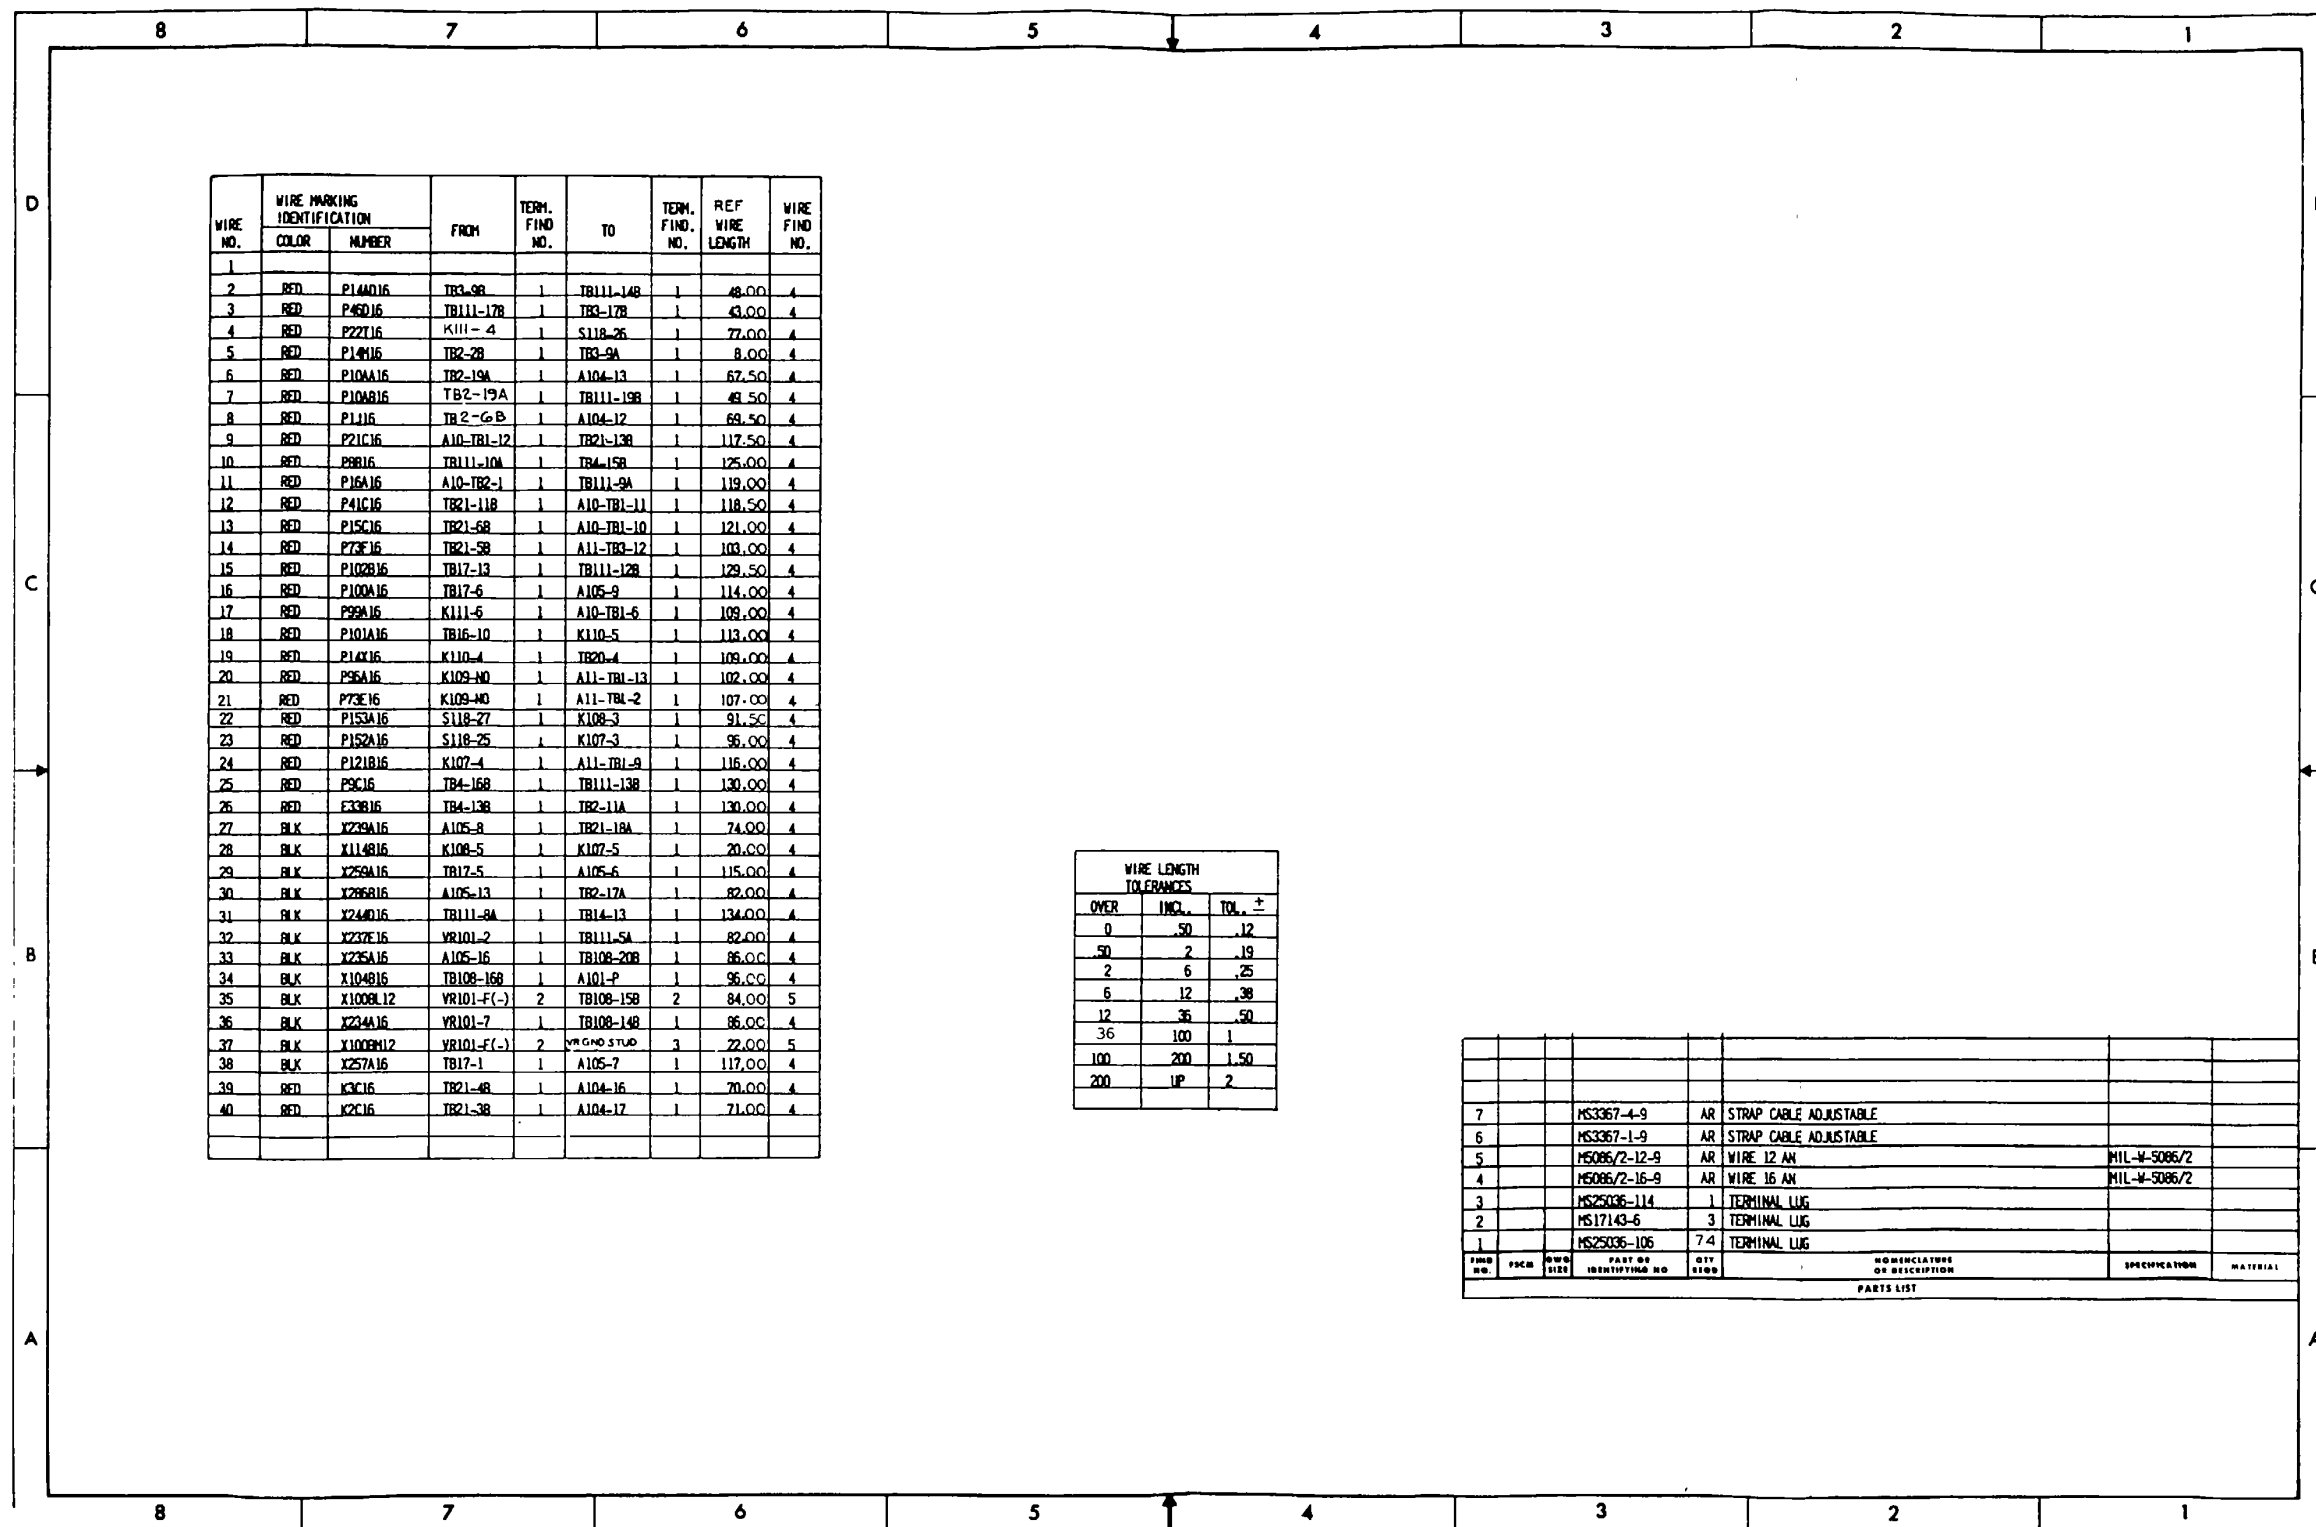 8 7 6 5 4 3 2 1
D
C
B
A
WIRE NO. WIRE MARKING IDENTIFICATION COLOR NUMBER FROM TERM. FIND NO. TO TERM. FIND. NO. REF WIRE LENGTH WIRE FIND NO.
1
2 RED P14AD16 TB3-9B 1 TB111-14B 1 48.00 4
3 RED P46D16 TB111-17B 1 TB3-17B 1 43.00 4
4 RED P22T16 K111-4 1 S118-26 1 77.00 4
5 RED P14M16 TB2-2B 1 TB3-9A 1 8.00 4
6 RED P10AA16 TB2-19A 1 A104-13 1 67.50 4
7 RED P10AB16 TB2-19A 1 TB111-19B 1 49.50 4
8 RED P1J16 TB2-6B 1 A104-12 1 69.50 4
9 RED P21C16 A10-TB1-12 1 TB21-13B 1 117.50 4
10 RED P8B16 TB111-10A 1 TB4-15B 1 125.00 4
11 RED P16A16 A10-TB2-1 1 TB111-9A 1 119.00 4
12 RED P41C16 TB21-11B 1 A10-TB1-11 1 118.50 4
13 RED P15C16 TB21-6B 1 A10-TB1-10 1 121.00 4
14 RED P73F16 TB21-5B 1 A11-TB3-12 1 103.00 4
15 RED P102B16 TB17-13 1 TB111-12B 1 129.50 4
16 RED P100A16 TB17-6 1 A105-9 1 114.00 4
17 RED P99A16 K111-6 1 A10-TB1-6 1 109.00 4
18 RED P101A16 TB16-10 1 K110-5 1 113.00 4
19 RED P14X16 K110-4 1 TB20-4 1 109.00 4
20 RED P96A16 K109-NO 1 A11-TB1-13 1 102.00 4
21 RED P73E16 K109-NO 1 A11-TB1-2 1 107.00 4
22 RED P153A16 S118-27 1 K108-3 1 91.50 4
23 RED P152A16 S118-25 1 K107-3 1 96.00 4
24 RED P121B16 K107-4 1 A11-TB1-9 1 116.00 4
25 RED P9C16 TB4-16B 1 TB111-13B 1 130.00 4
26 RED E33B16 TB4-13B 1 TB2-11A 1 130.00 4
27 BLK X239A16 A105-8 1 TB21-18A 1 74.00 4
28 BLK X114B16 K108-5 1 K107-5 1 20.00 4
29 BLK X259A16 TB17-5 1 A105-6 1 115.00 4
30 BLK X286B16 A105-13 1 TB2-17A 1 82.00 4
31 BLK X244D16 TB111-8A 1 TB14-13 1 134.00 4
32 BLK X237E16 VR101-2 1 TB111-5A 1 82.00 4
33 BLK X235A16 A105-16 1 TB108-20B 1 86.00 4
34 BLK X104B16 TB108-16B 1 A101-P 1 96.00 4
35 BLK X100BL12 VR101-F(-) 2 TB108-15B 2 84.00 5
36 BLK X234A16 VR101-7 1 TB108-14B 1 86.00 4
37 BLK X100BM12 VR101-F(-) 2 VR GND STUD 3 22.00 5
38 BLK X257A16 TB17-1 1 A105-7 1 117.00 4
39 RED K3C16 TB21-4B 1 A104-16 1 70.00 4
40 RED K2C16 TB21-3B 1 A104-17 1 71.00 4
WIRE LENGTH
TOLERANCES
OVER INCL. TOL. ±
0 .50 .12
.50 2 .19
2 6 .25
6 12 .38
12 36 .50
36 100 1
100 200 1.50
200 UP 2
7 MS3367-4-9 AR STRAP CABLE ADJUSTABLE
6 MS3367-1-9 AR STRAP CABLE ADJUSTABLE
5 M5086/2-12-9 AR WIRE 12 AN MIL-W-5086/2
4 M5086/2-16-9 AR WIRE 16 AN MIL-W-5086/2
3 MS25036-114 1 TERMINAL LUG
2 MS17143-6 3 TERMINAL LUG
1 MS25036-106 74 TERMINAL LUG
FIND NO. FSCM DWG SIZE PART OR IDENTIFYING NO QTY REQD NOMENCLATURE OR DESCRIPTION SPECIFICATION MATERIAL
PARTS LIST
8 7 6 5 4 3 2 1